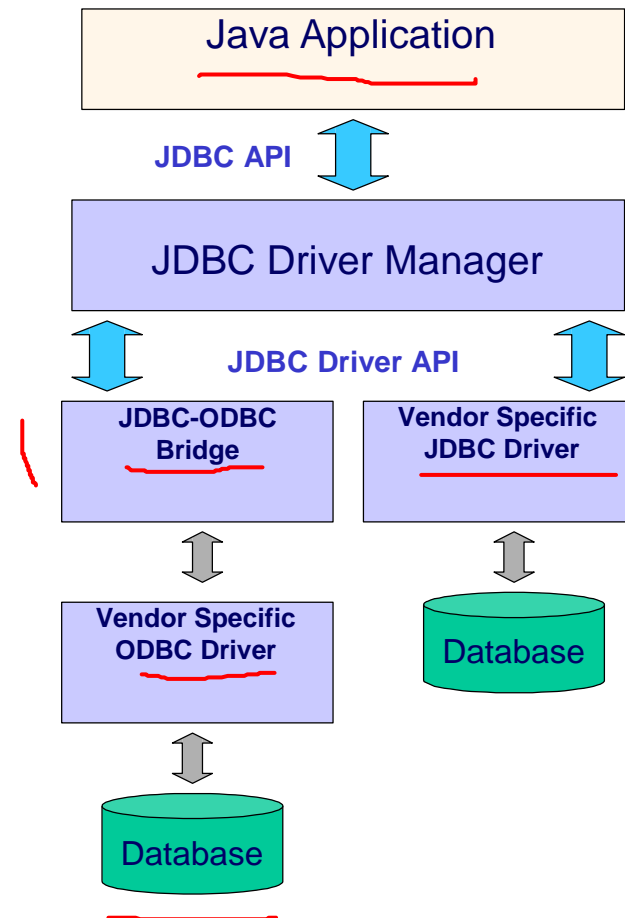 Java Application
JDBC API
JDBC Driver Manager
JDBC Driver API
JDBC-ODBC
Bridge
Vendor Specific
JDBC Driver
Vendor Specific
ODBC Driver
Database
Database